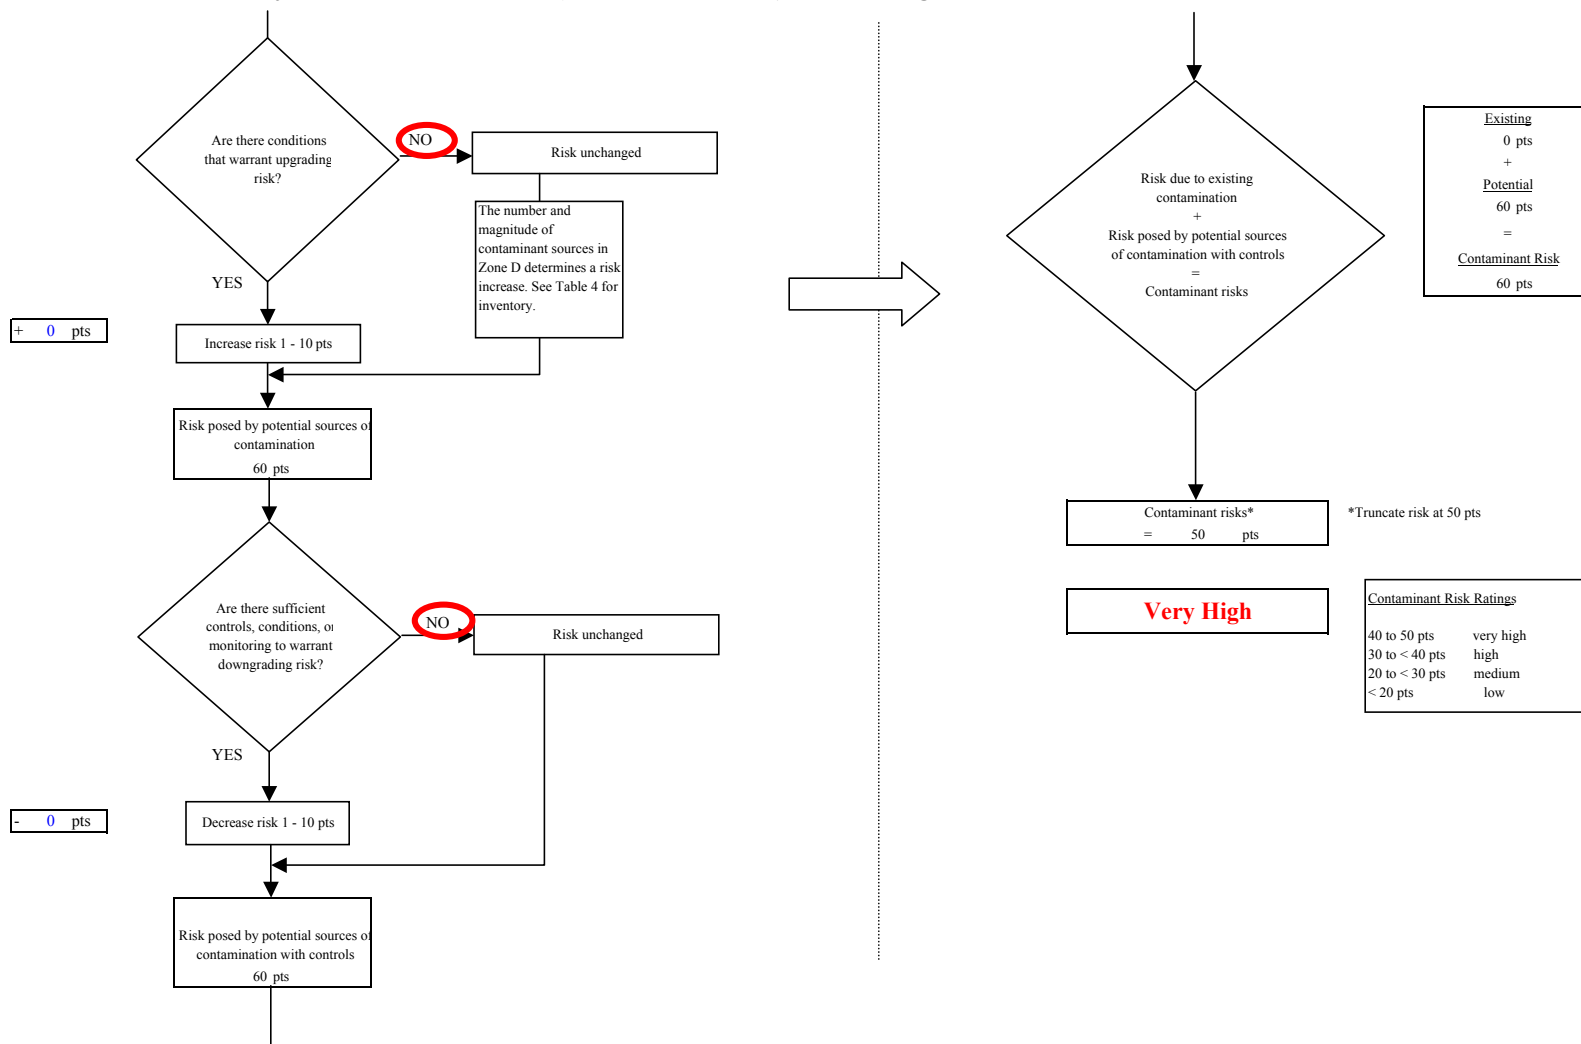 Are there conditions
that warrant upgrading
risk?
NO
Risk unchanged
The number and
magnitude of
contaminant sources in
Zone D determines a risk
increase. See Table 4 for
inventory.
YES
+ 0 pts
Increase risk 1 - 10 pts
Risk posed by potential sources of
contamination
60 pts
Are there sufficient
controls, conditions, or
monitoring to warrant
downgrading risk?
NO
Risk unchanged
YES
- 0 pts
Decrease risk 1 - 10 pts
Risk posed by potential sources of
contamination with controls
60 pts
Risk due to existing
contamination
+
Risk posed by potential sources
of contamination with controls
=
Contaminant risks
Existing
0 pts
+
Potential
60 pts
=
Contaminant Risk
60 pts
Contaminant risks*
= 50 pts
*Truncate risk at 50 pts
Very High
Contaminant Risk Ratings
40 to 50 pts very high
30 to < 40 pts high
20 to < 30 pts medium
< 20 pts low